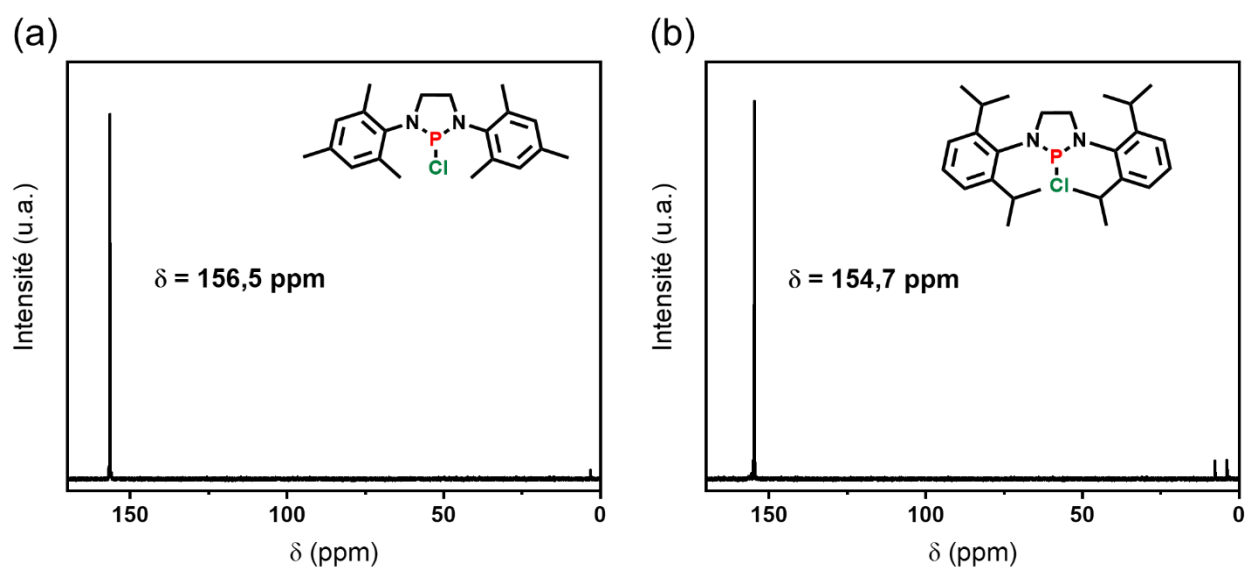 (a)
N
N
P
Cl
δ = 156,5 ppm
Intensité (u.a.)
150
100
50
0
δ (ppm)
(b)
N
N
P
Cl
δ = 154,7 ppm
Intensité (u.a.)
150
100
50
0
δ (ppm)